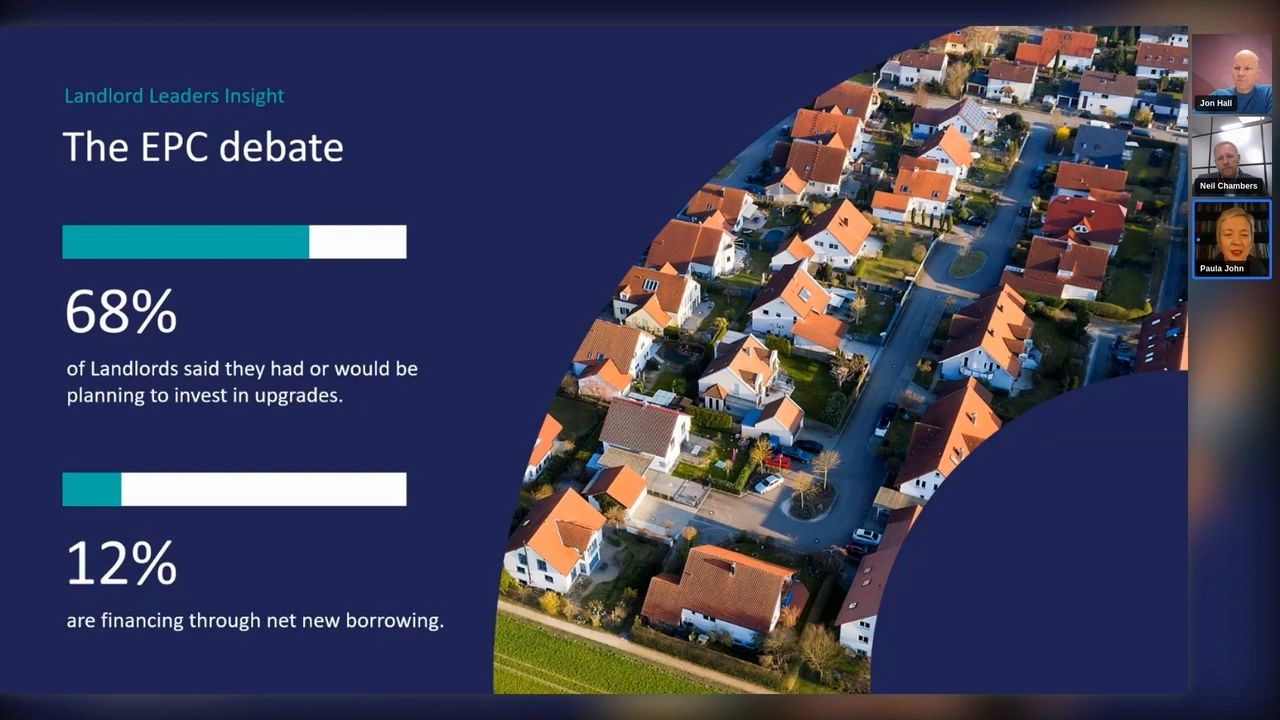 Landlord Leaders Insight
The EPC debate
68%
of Landlords said they had or would be
planning to invest in upgrades.
12%
are financing through net new borrowing.
Jon Hall
Neil Chambers
Paula John